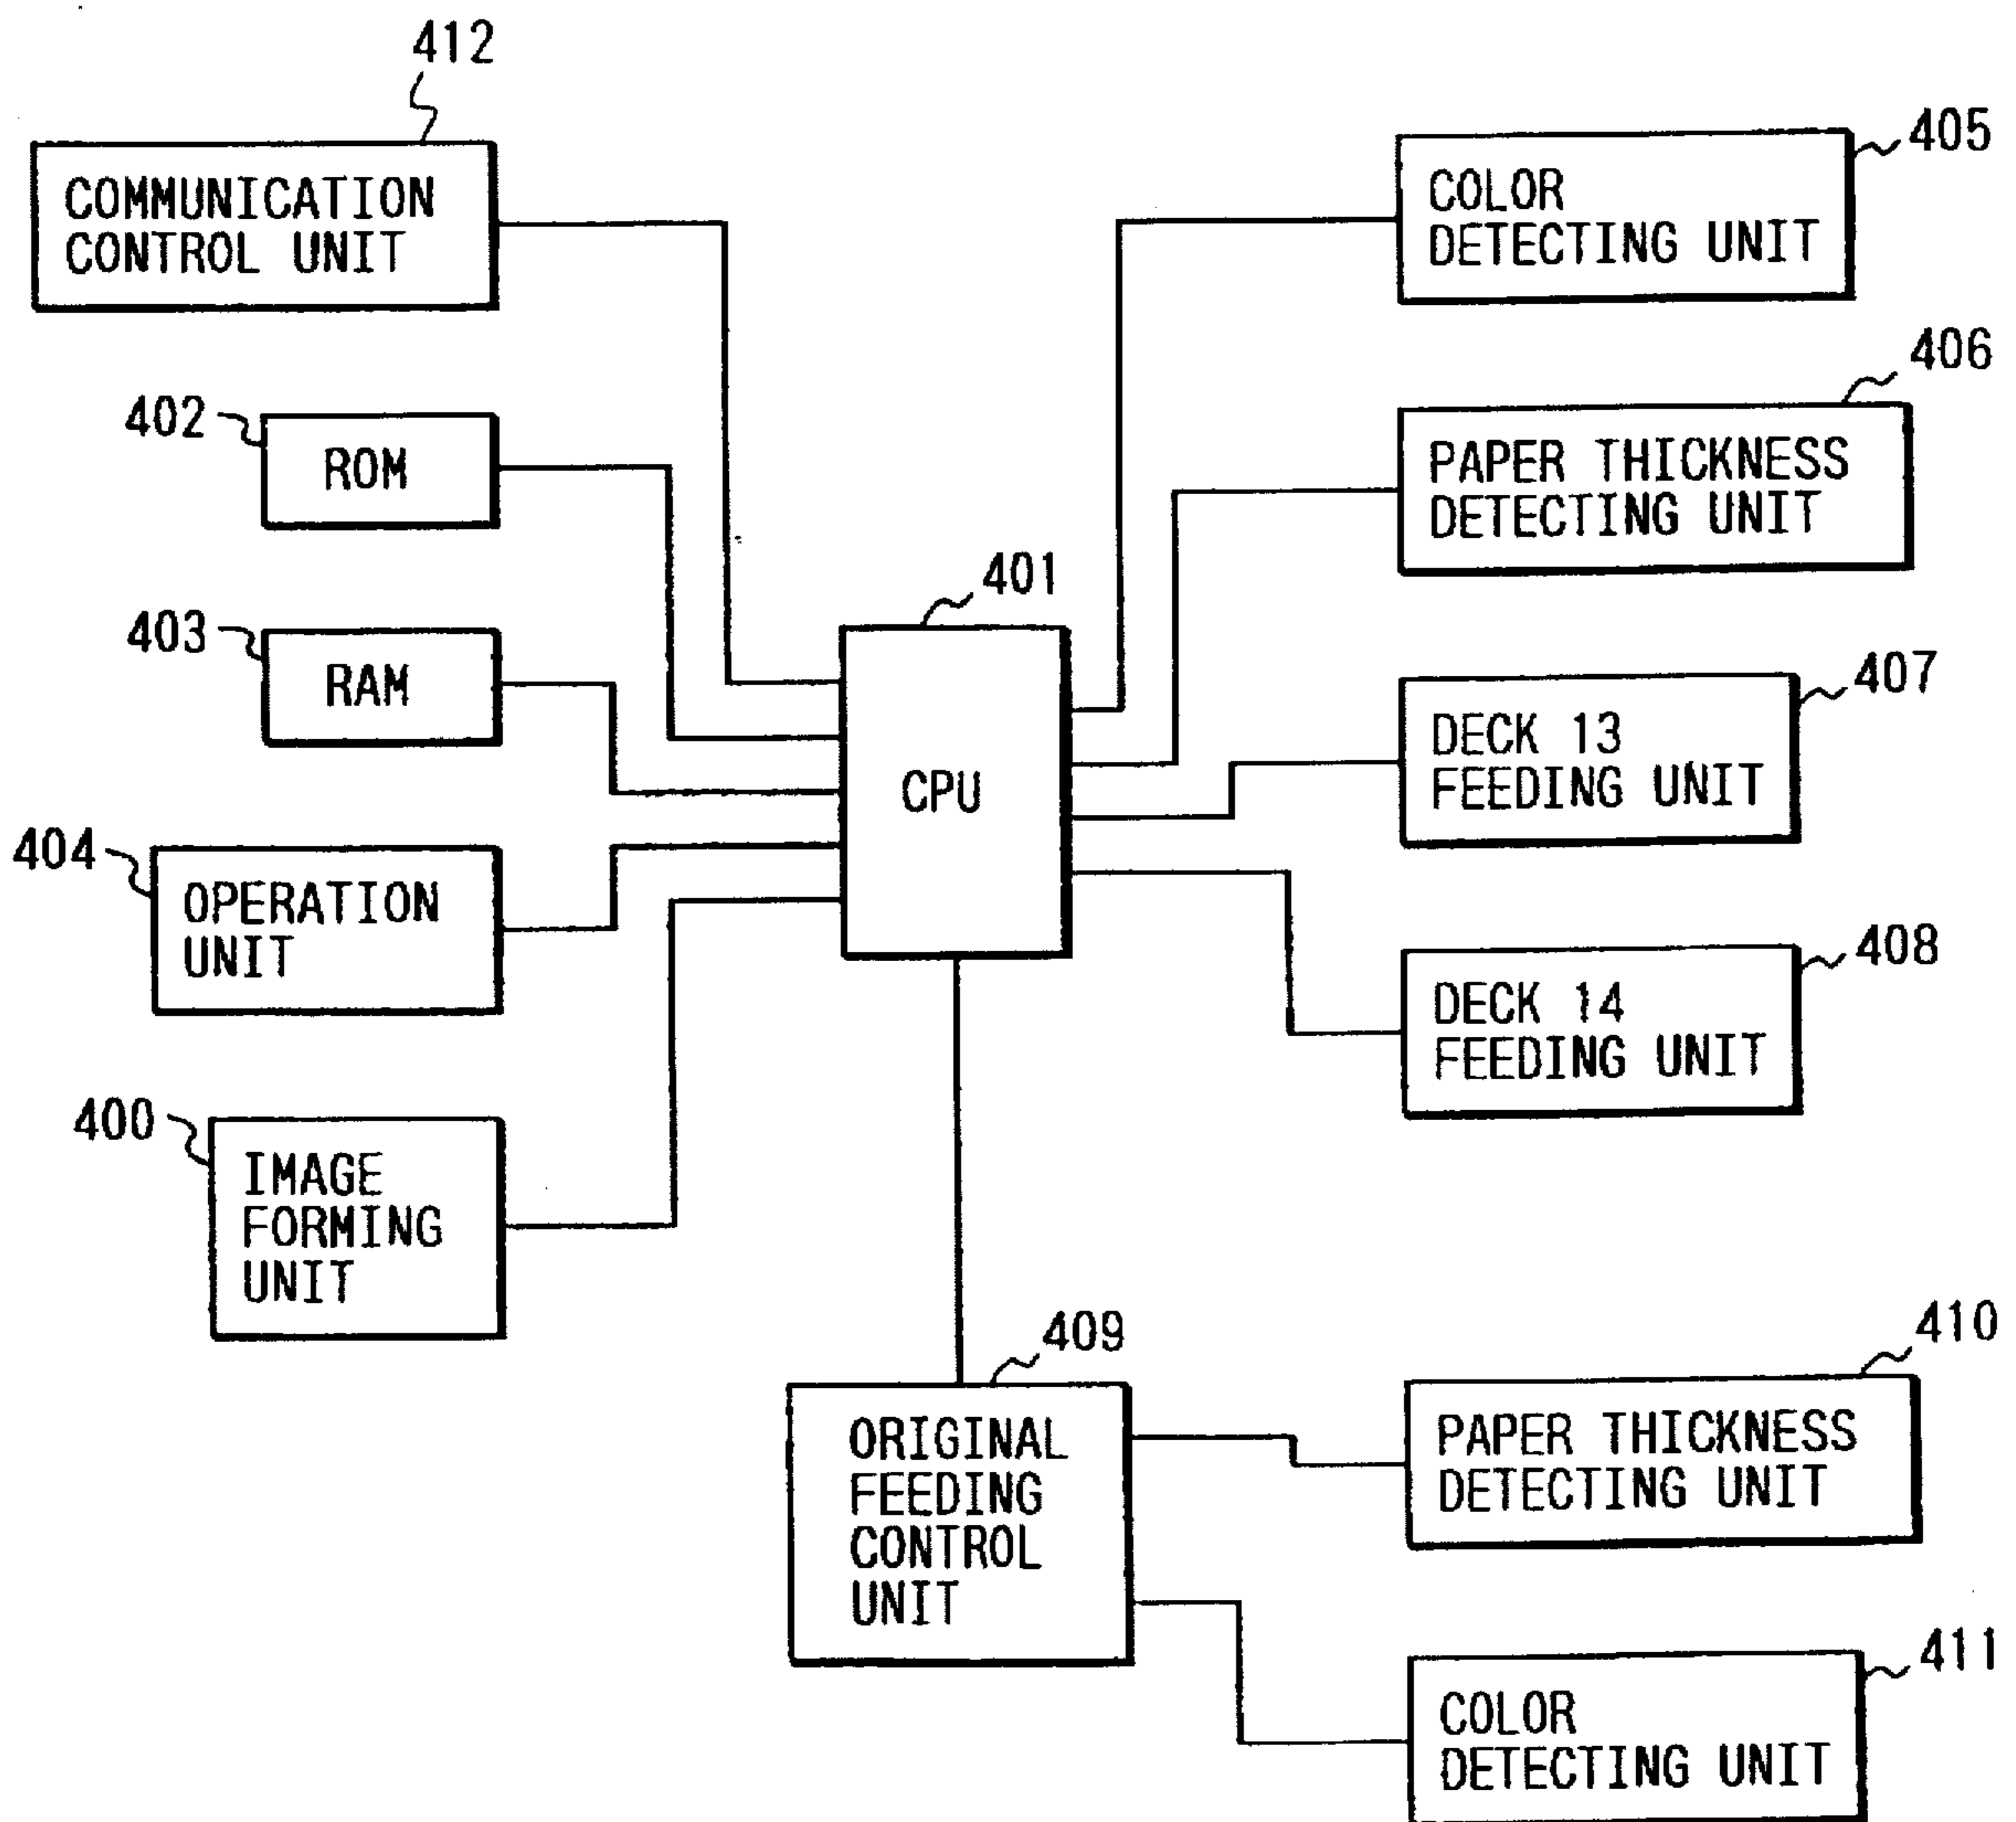 412
COMMUNICATION
CONTROL UNIT
402
ROM
403
RAM
404
OPERATION
UNIT
400
IMAGE
FORMING
UNIT
401
CPU
405
COLOR
DETECTING UNIT
406
PAPER THICKNESS
DETECTING UNIT
407
DECK 13
FEEDING UNIT
408
DECK 14
FEEDING UNIT
409
ORIGINAL
FEEDING
CONTROL
UNIT
410
PAPER THICKNESS
DETECTING UNIT
411
COLOR
DETECTING UNIT